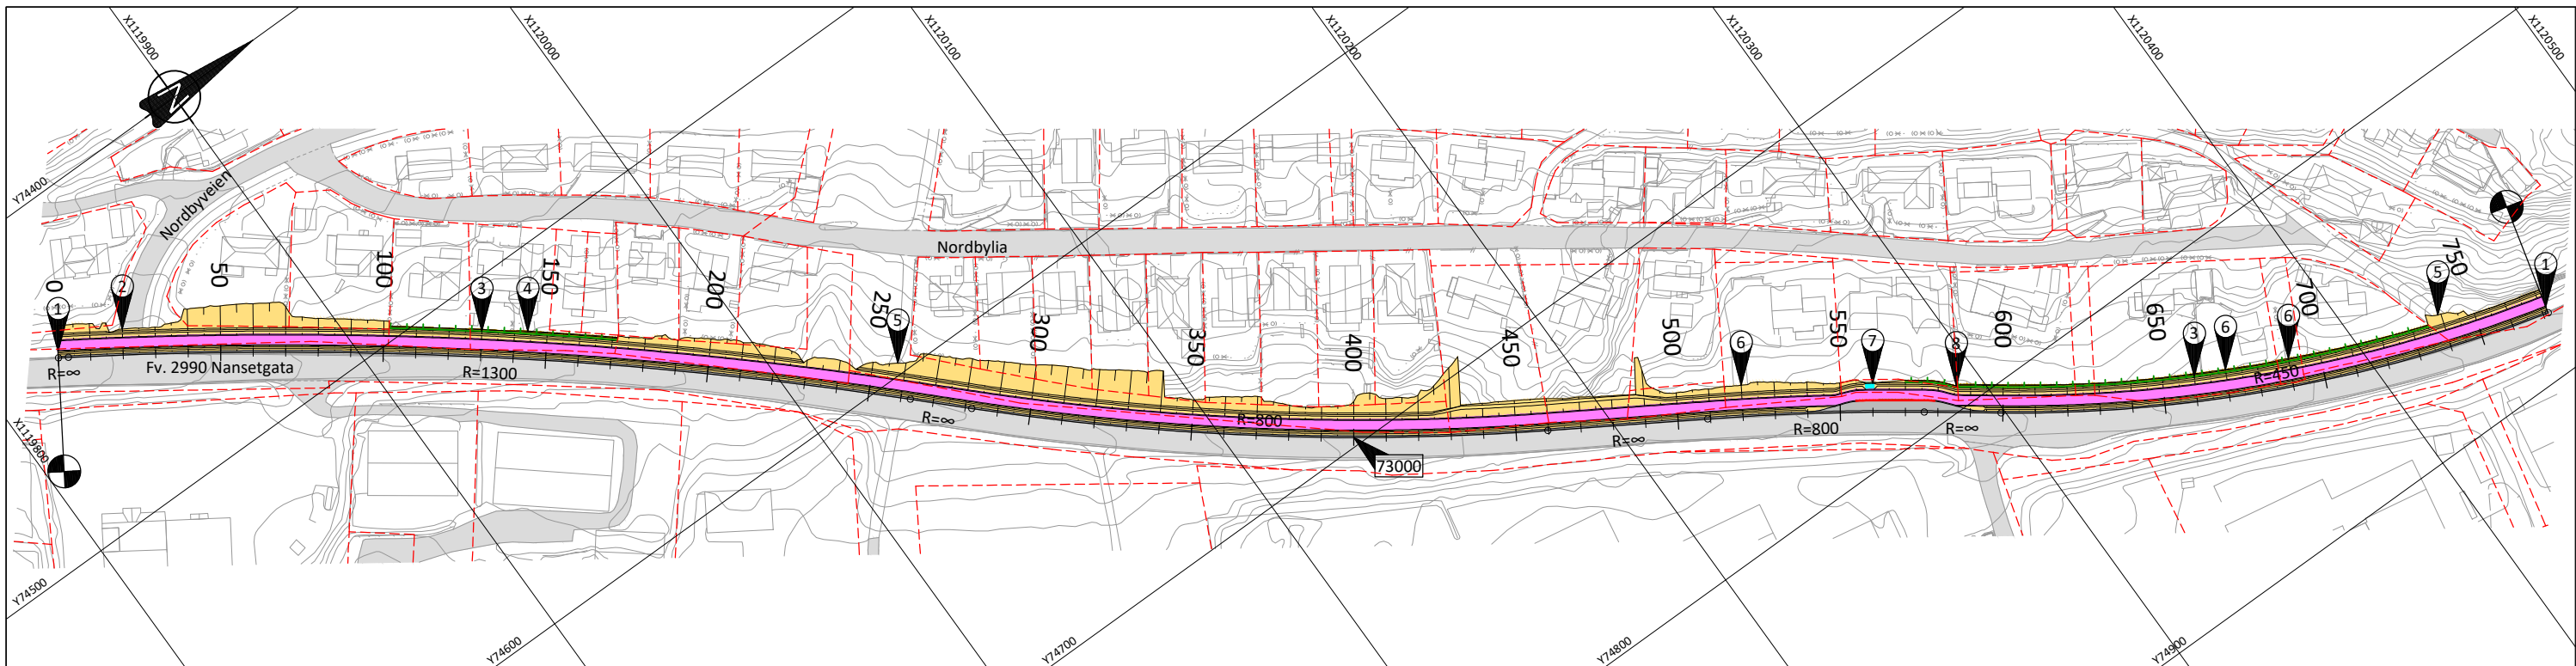 X1119900
X1120000
X1120100
X1120200
X1120300
X1120400
X1120500
N
Y74400
Nordbyveien
Nordbylia
0
50
100
150
200
250
300
350
400
450
500
550
600
650
700
750
1
2
3
4
5
6
7
8
3
6
6
5
1
Fv. 2990 Nansetgata
R=∞
R=1300
R=∞
R=800
R=∞
R=800
R=∞
R=450
73000
X1119800
Y74500
Y74600
Y74700
Y74800
Y74900